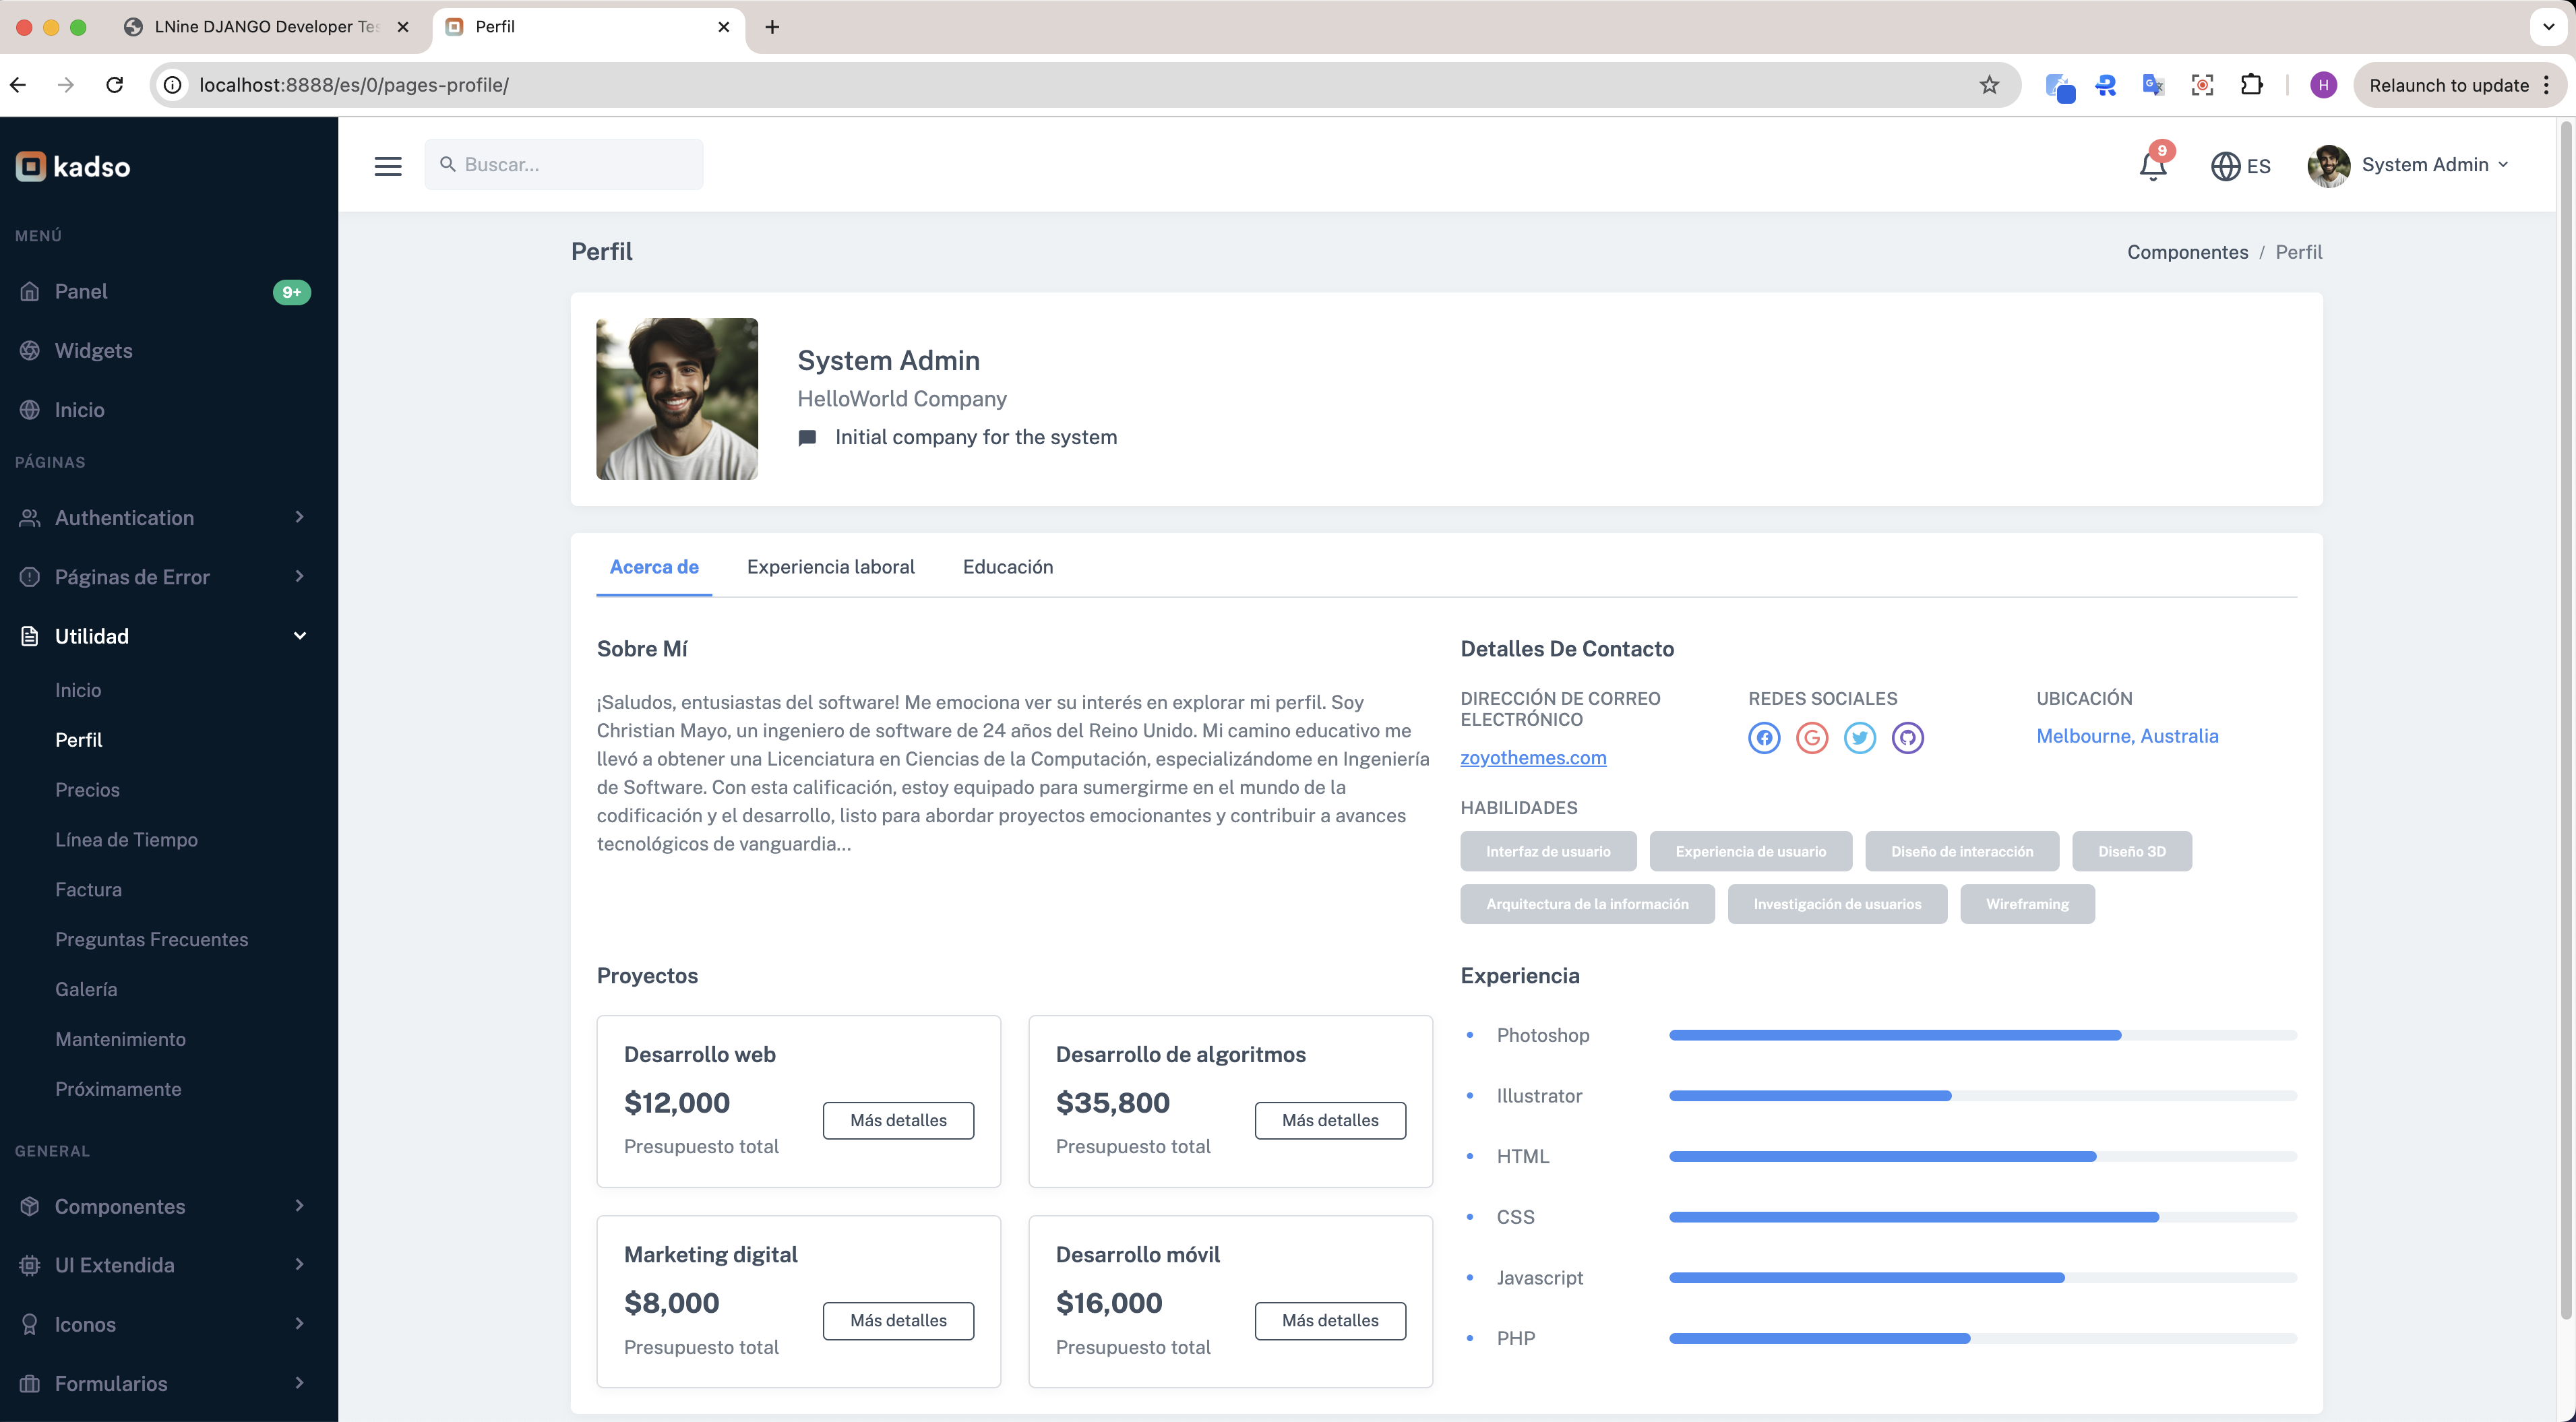 LNine DJANGO Developer Tes
Perfil
localhost:8888/es/0/pages-profile/
H
Relaunch to update
kadso
Buscar...
9
ES
System Admin
MENÚ
Panel
9+
Widgets
Inicio
PÁGINAS
Authentication
Páginas de Error
Utilidad
Inicio
Perfil
Precios
Línea de Tiempo
Factura
Preguntas Frecuentes
Galería
Mantenimiento
Próximamente
GENERAL
Componentes
UI Extendida
Iconos
Formularios
Perfil
Componentes / Perfil
System Admin
HelloWorld Company
Initial company for the system
Acerca de
Experiencia laboral
Educación
Sobre Mí
¡Saludos, entusiastas del software! Me emociona ver su interés en explorar mi perfil. Soy
Christian Mayo, un ingeniero de software de 24 años del Reino Unido. Mi camino educativo me
llevó a obtener una Licenciatura en Ciencias de la Computación, especializándome en Ingeniería
de Software. Con esta calificación, estoy equipado para sumergirme en el mundo de la
codificación y el desarrollo, listo para abordar proyectos emocionantes y contribuir a avances
tecnológicos de vanguardia...
Detalles De Contacto
DIRECCIÓN DE CORREO
ELECTRÓNICO
zoyothemes.com
REDES SOCIALES
UBICACIÓN
Melbourne, Australia
HABILIDADES
Interfaz de usuario
Experiencia de usuario
Diseño de interacción
Diseño 3D
Arquitectura de la información
Investigación de usuarios
Wireframing
Proyectos
Desarrollo web
$12,000
Presupuesto total
Más detalles
Desarrollo de algoritmos
$35,800
Presupuesto total
Más detalles
Marketing digital
$8,000
Presupuesto total
Más detalles
Desarrollo móvil
$16,000
Presupuesto total
Más detalles
Experiencia
Photoshop
Illustrator
HTML
CSS
Javascript
PHP